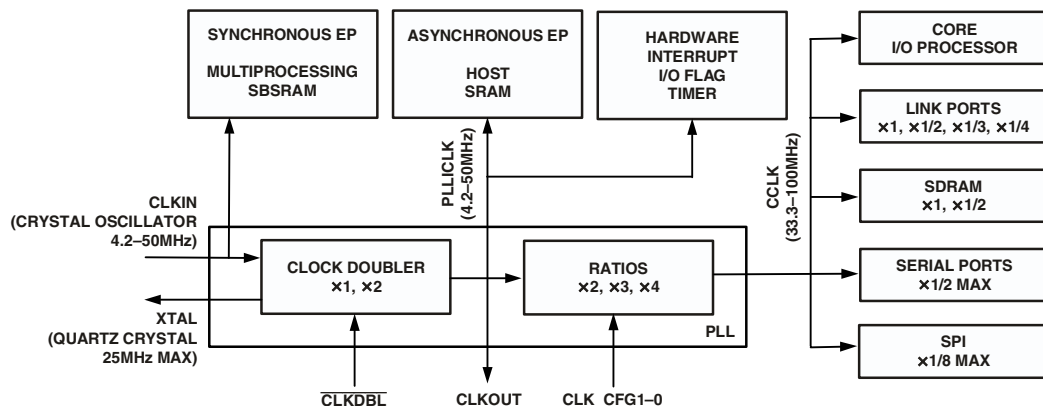 SYNCHRONOUS EP
MULTIPROCESSING
SBSRAM
ASYNCHRONOUS EP
HOST
SRAM
HARDWARE
INTERRUPT
I/O FLAG
TIMER
CORE
I/O PROCESSOR
LINK PORTS
×1, ×1/2, ×1/3, ×1/4
SDRAM
×1, ×1/2
SERIAL PORTS
×1/2 MAX
SPI
×1/8 MAX
PLLICLK
(4.2–50MHz)
CCLK
(33.3–100MHz)
CLKIN
(CRYSTAL OSCILLATOR
4.2–50MHz)
CLOCK DOUBLER
×1, ×2
RATIOS
×2, ×3, ×4
PLL
XTAL
(QUARTZ CRYSTAL
25MHz MAX)
CLKDBL
CLKOUT
CLK_CFG1–0